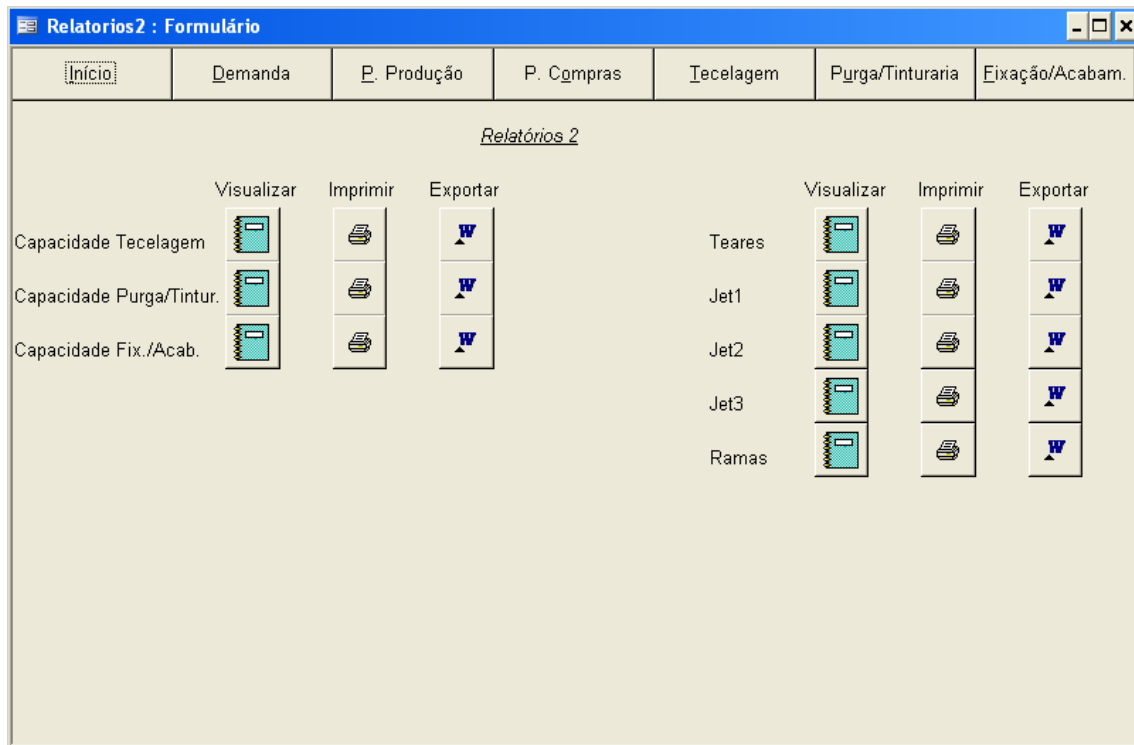 Relatorios2 : Formulário
Início Demanda P. Produção P. Compras Tecelagem Purga/Tinturaria Fixação/Acabam.
Relatórios 2
Visualizar Imprimir Exportar Visualizar Imprimir Exportar
Capacidade Tecelagem W Teares W
Capacidade Purga/Tintur. W Jet1 W
Capacidade Fix./Acab. W Jet2 W
Jet3 W
Ramas W